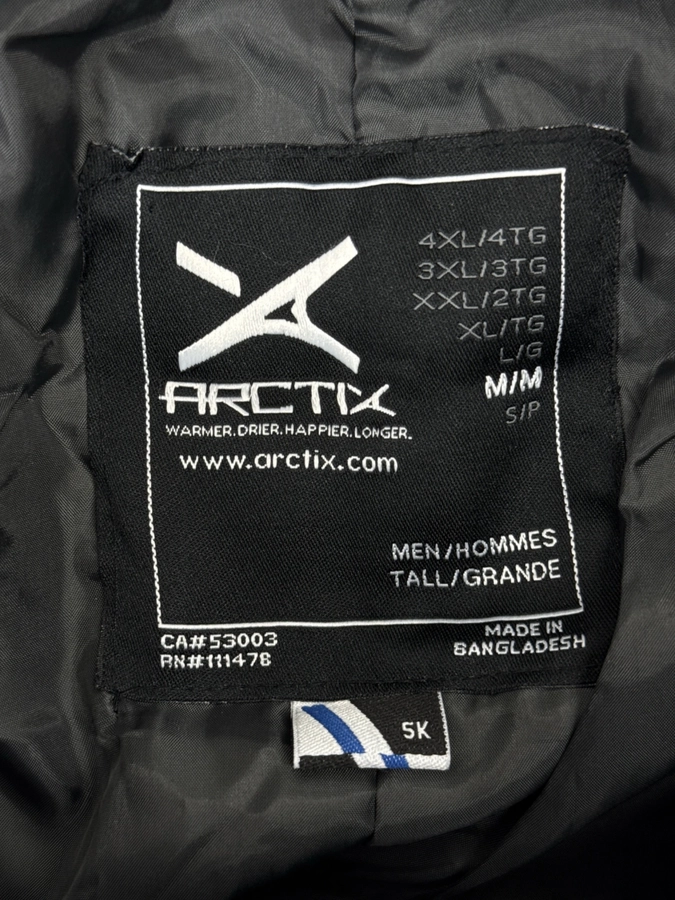 ARCTIX
WARMER.DRIER.HAPPIER.LONGER.
www.arctix.com
4XL/4TG
3XL/3TG
XXL/2TG
XL/TG
L/G
M/M
S/P
MEN/HOMMES
TALL/GRANDE
CA#53003
RN#111478
MADE IN
BANGLADESH
5K